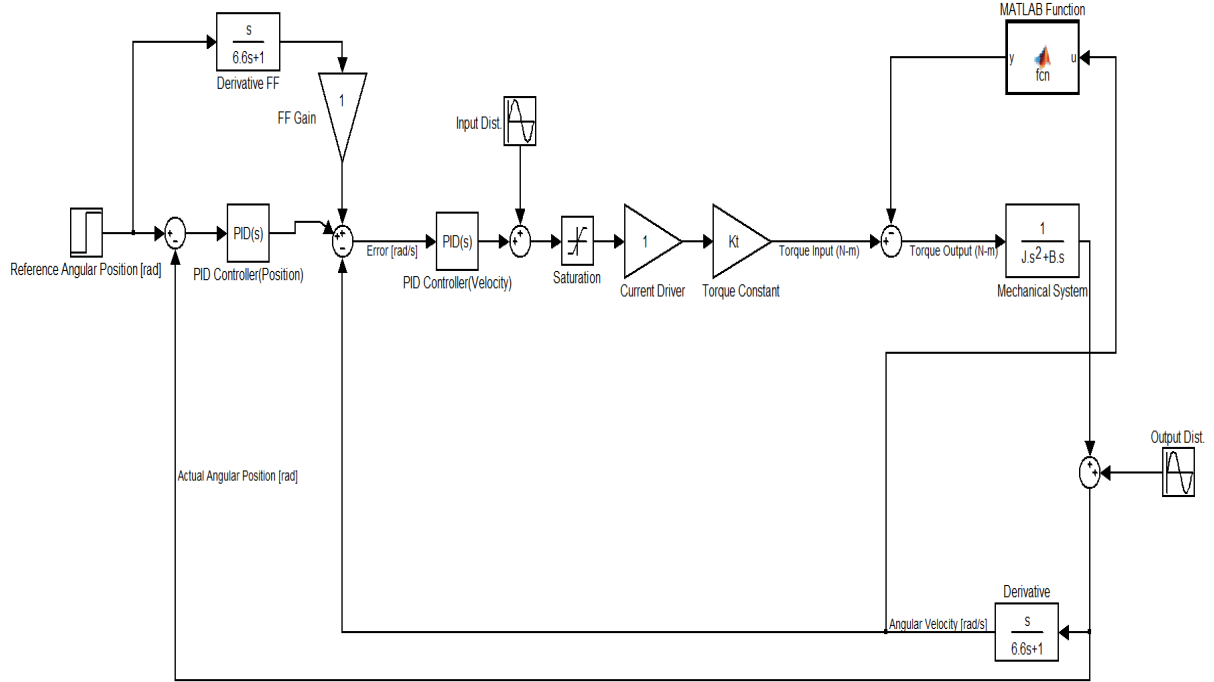 MATLAB Function
s
6.6s+1
Derivative FF
y
u
fcn
1
FF Gain
Input Dist.
+
-
PID(s)
+
+
-
Error [rad/s]
PID(s)
+
+
1
Kt
Torque Input (N-m)
+
-
Torque Output (N-m)
1
J.s2+B.s
Reference Angular Position [rad]
PID Controller(Position)
PID Controller(Velocity)
Saturation
Current Driver
Torque Constant
Mechanical System
Output Dist.
+
+
Actual Angular Position [rad]
Derivative
Angular Velocity [rad/s]
s
6.6s+1